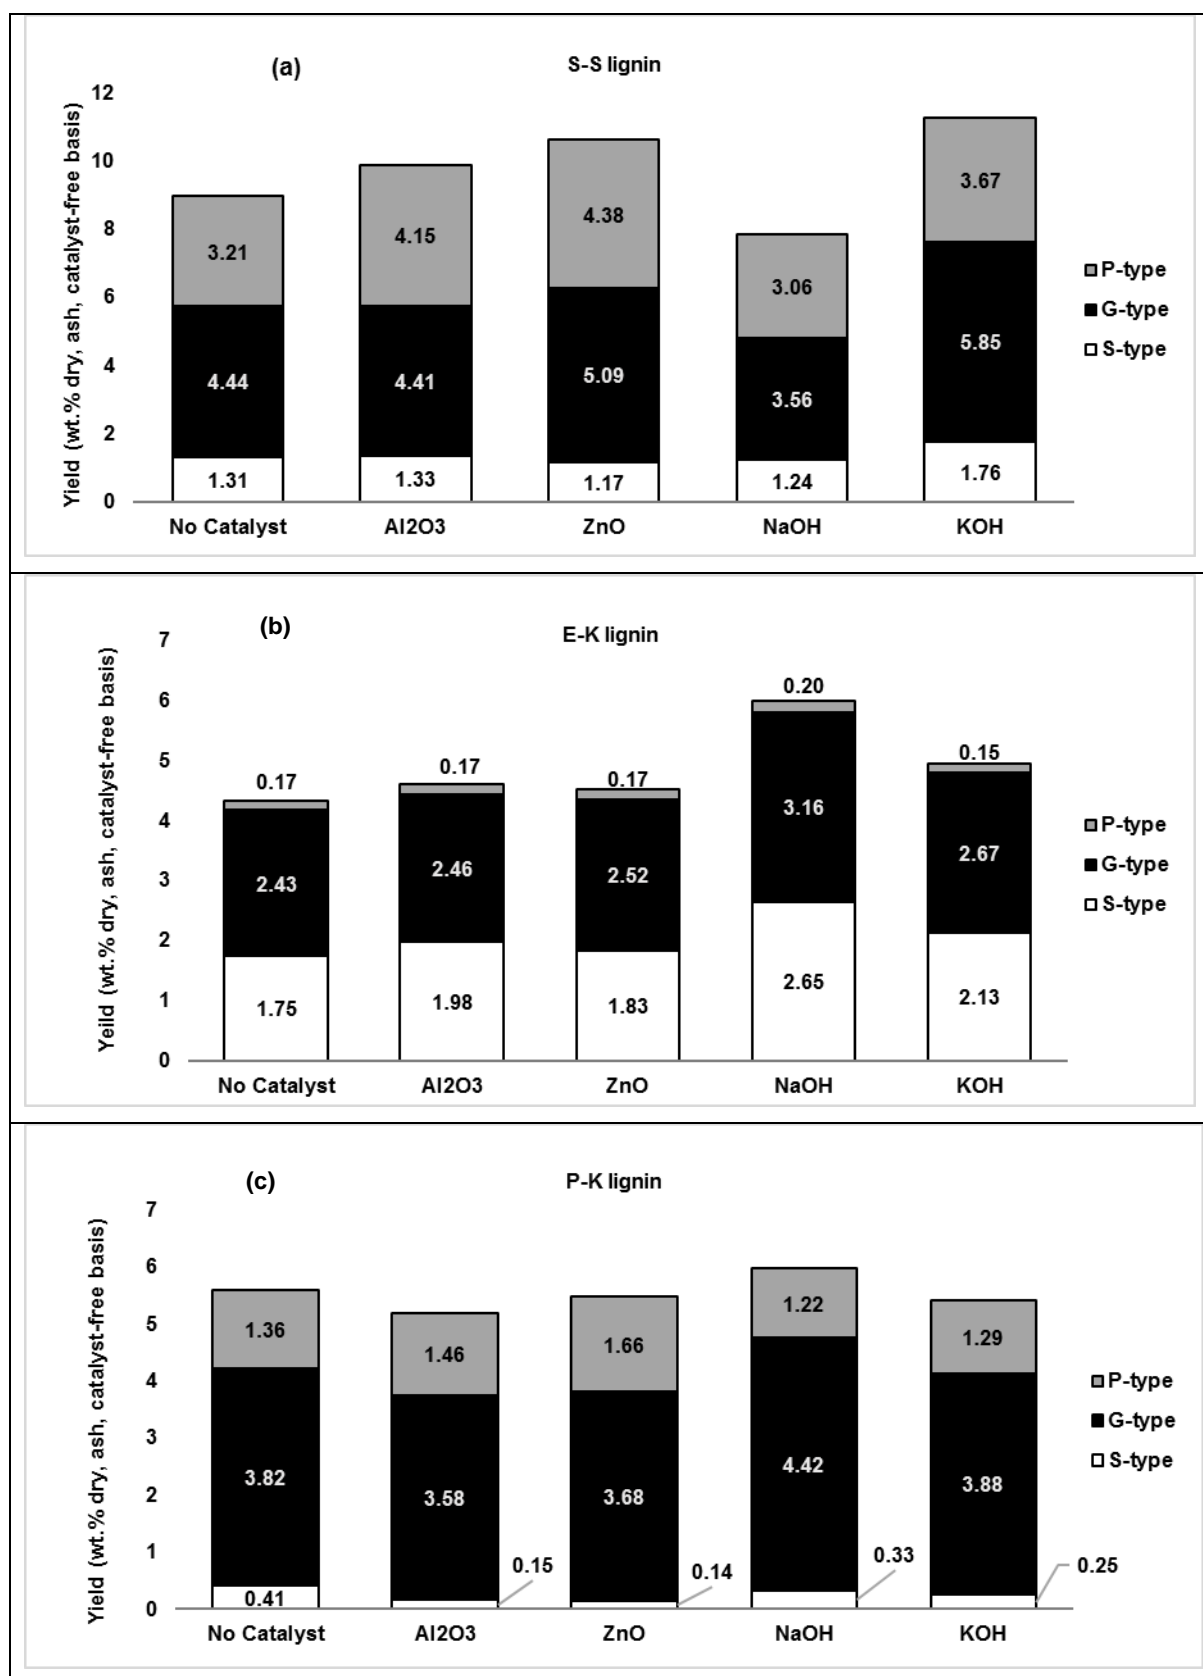 (a)
S-S lignin
Yield (wt.% dry, ash, catalyst-free basis)
12
10
8
6
4
2
0
3.21
4.15
4.38
3.06
3.67
4.44
4.41
5.09
3.56
5.85
1.31
1.33
1.17
1.24
1.76
No Catalyst
Al2O3
ZnO
NaOH
KOH
P-type
G-type
S-type
(b)
E-K lignin
Yeild (wt.% dry, ash, catalyst-free basis)
7
6
5
4
3
2
1
0
0.17
0.17
0.17
0.20
0.15
2.43
2.46
2.52
3.16
2.67
1.75
1.98
1.83
2.65
2.13
No Catalyst
Al2O3
ZnO
NaOH
KOH
P-type
G-type
S-type
(c)
P-K lignin
Yield (wt.% dry, ash, catalyst-free basis)
7
6
5
4
3
2
1
0
1.36
1.46
1.66
1.22
1.29
3.82
3.58
3.68
4.42
3.88
0.41
0.15
0.14
0.33
0.25
No Catalyst
Al2O3
ZnO
NaOH
KOH
P-type
G-type
S-type